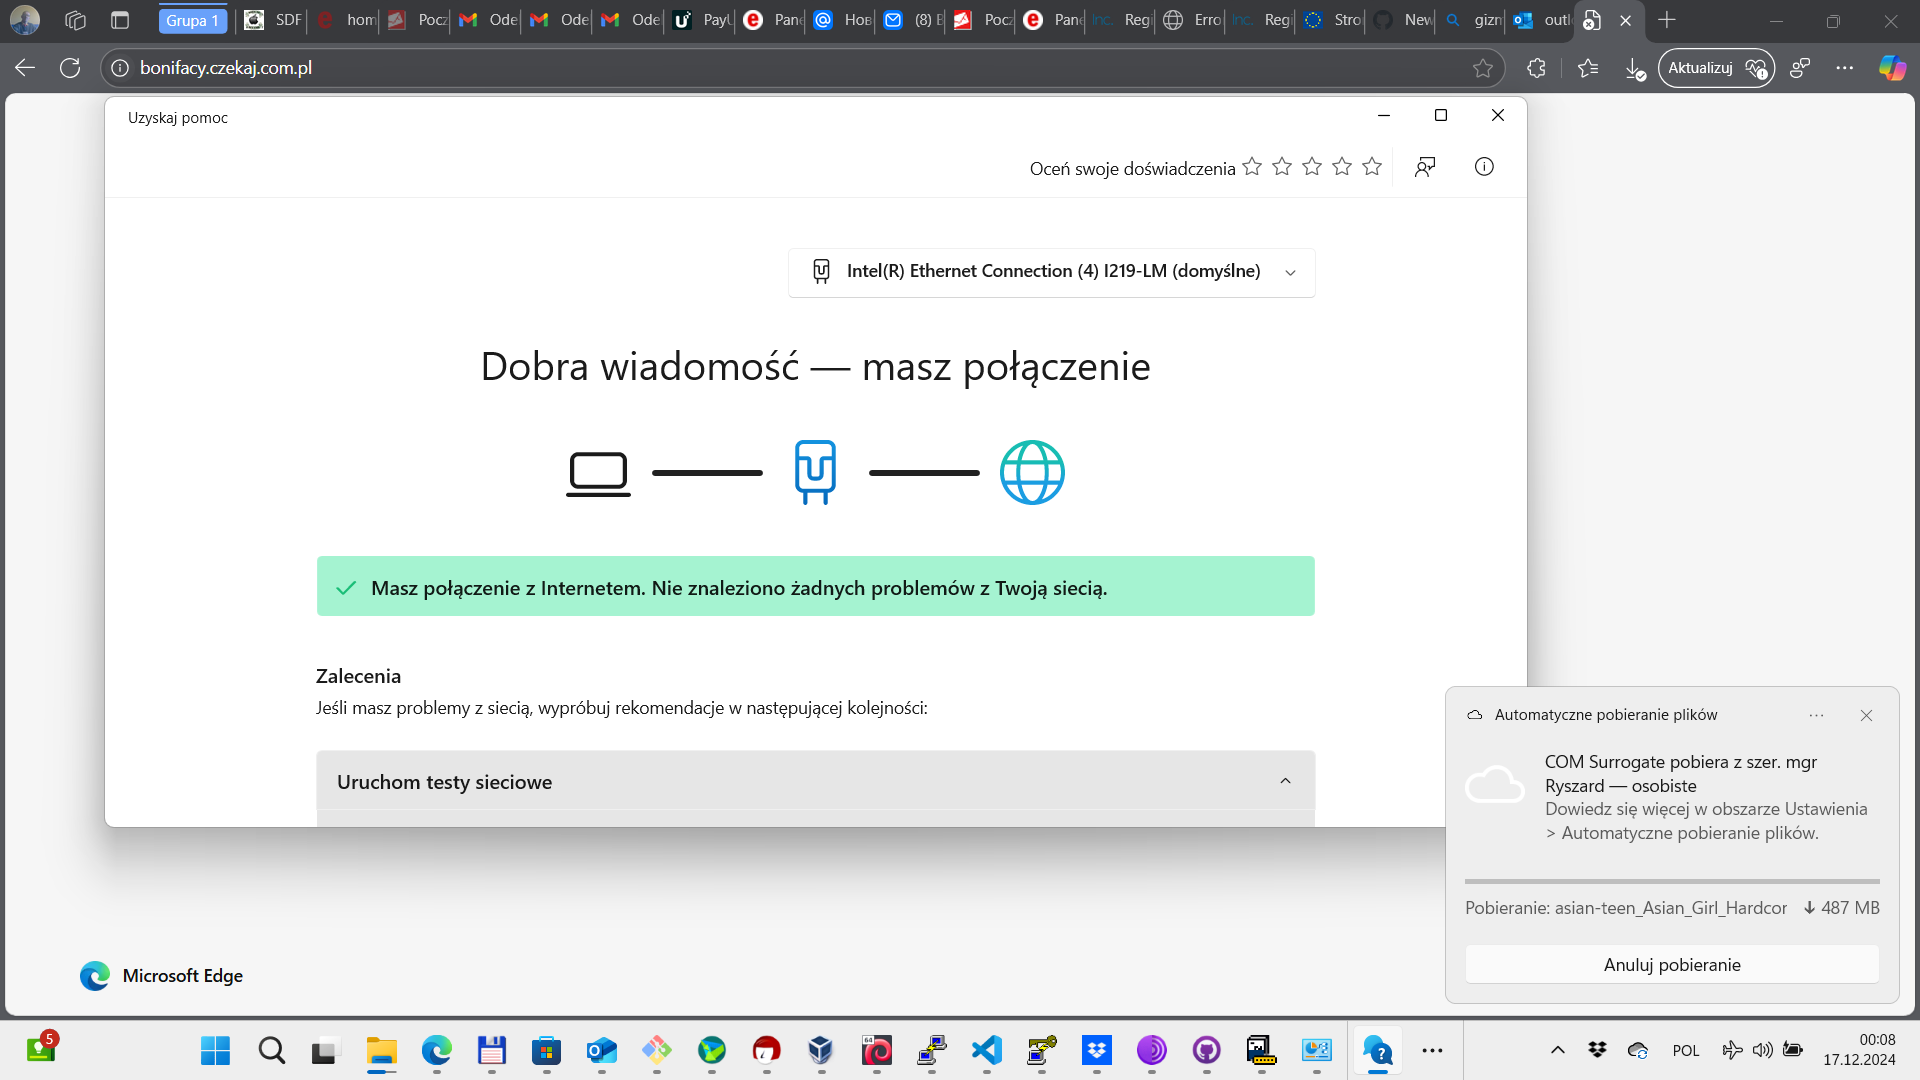 Grupa 1
SDF
hom
Pocz
Ode
Ode
Ode
PayU
Pane
Нов
(8) E
Pocz
Pane
Regi
Erro
Regi
Stro
New
gizm
outl
bonifacy.czekaj.com.pl
Aktualizuj
Uzyskaj pomoc
Oceń swoje doświadczenia
Intel(R) Ethernet Connection (4) I219-LM (domyślne)
Dobra wiadomość — masz połączenie
Masz połączenie z Internetem. Nie znaleziono żadnych problemów z Twoją siecią.
Zalecenia
Jeśli masz problemy z siecią, wypróbuj rekomendacje w następującej kolejności:
Uruchom testy sieciowe
Automatyczne pobieranie plików
COM Surrogate pobiera z szer. mgr
Ryszard — osobiste
Dowiedz się więcej w obszarze Ustawienia
> Automatyczne pobieranie plików.
Pobieranie: asian-teen_Asian_Girl_Hardcor
487 MB
Anuluj pobieranie
Microsoft Edge
5
64
POL
00:08
17.12.2024